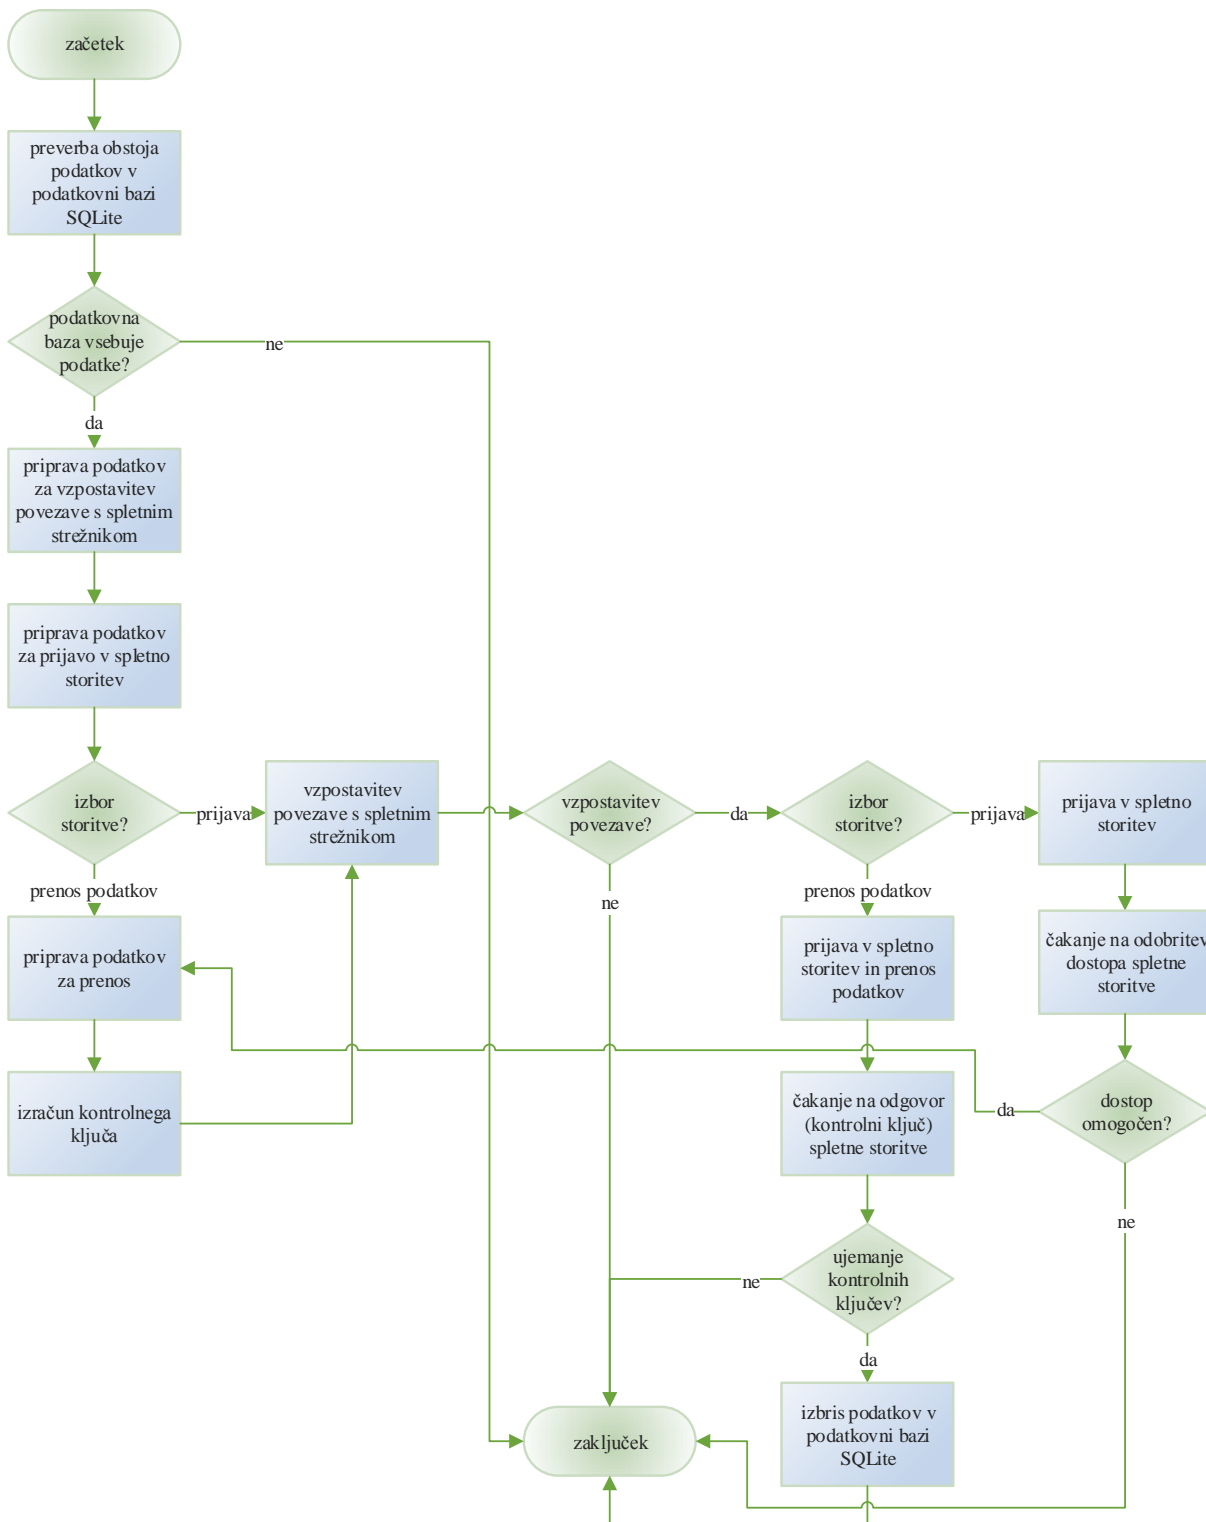 začetek
preverba obstoja
podatkov v
podatkovni bazi
SQLite
podatkovna
baza vsebuje
podatke?
ne
da
priprava podatkov
za vzpostavitev
povezave s spletnim
strežnikom
priprava podatkov
za prijavo v spletno
storitev
izbor
storitve?
prijava
vzpostavitev
povezave s spletnim
strežnikom
vzpostavitev
povezave?
da
izbor
storitve?
prijava
prijava v spletno
storitev
prenos podatkov
ne
prenos podatkov
priprava podatkov
za prenos
prijava v spletno
storitev in prenos
podatkov
čakanje na odobritev
dostopa spletne
storitve
izračun kontrolnega
ključa
čakanje na odgovor
(kontrolni ključ)
spletne storitve
da
dostop
omogočen?
ne
ujemanje
kontrolnih
ključev?
ne
da
zaključek
izbris podatkov v
podatkovni bazi
SQLite